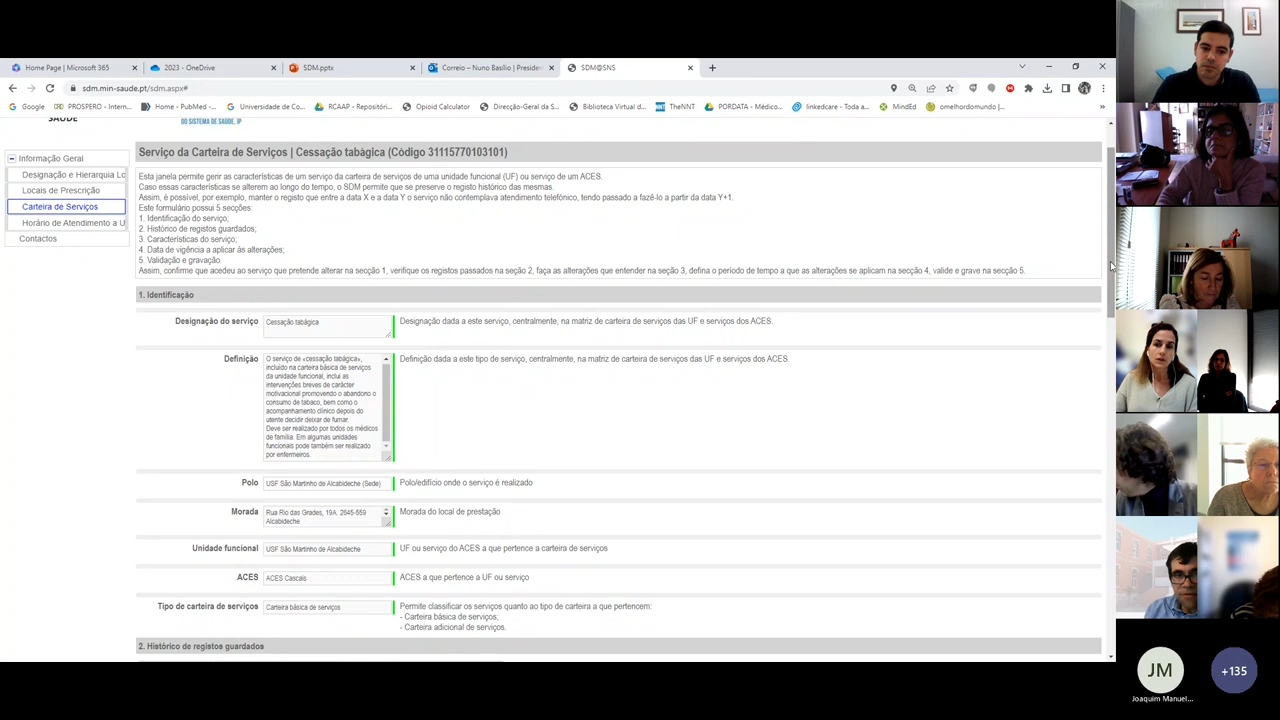 Home Page | Microsoft 365
2023 - OneDrive
SDM.pptx
Correio – Nuno Basílio | Presiden
SDM@SNS
sdm.min-saude.pt/sdm.aspx#
Google
PROSPERO - Intern...
Home - PubMed -...
Universidade de Co...
RCAAP - Repositóri...
Opioid Calculator
Direcção-Geral da S...
Biblioteca Virtual d...
TheNNT
PORDATA - Médico...
linkedcare - Toda a...
MindEd
omelhordomundo |...
SAÚDE
DO SISTEMA DE SAÚDE, IP
Informação Geral
Designação e Hierarquia Lo
Locais de Prescrição
Carteira de Serviços
Horário de Atendimento a U
Contactos
Serviço da Carteira de Serviços | Cessação tabágica (Código 31115770103101)
Esta janela permite gerir as características de um serviço da carteira de serviços de uma unidade funcional (UF) ou serviço de um ACES.
Caso essas características se alterem ao longo do tempo, o SDM permite que se preserve o registo histórico das mesmas.
Assim, é possível, por exemplo, manter o registo que entre a data X e a data Y o serviço não contemplava atendimento telefónico, tendo passado a fazê-lo a partir da data Y+1.
Este formulário possui 5 secções:
1. Identificação do serviço;
2. Histórico de registos guardados;
3. Características do serviço;
4. Data de vigência a aplicar às alterações;
5. Validação e gravação.
Assim, confirme que acedeu ao serviço que pretende alterar na secção 1, verifique os registos passados na secção 2, faça as alterações que entender na secção 3, defina o período de tempo a que as alterações se aplicam na secção 4, valide e grave na secção 5.
1. Identificação
Designação do serviço
Cessação tabágica
Designação dada a este serviço, centralmente, na matriz de carteira de serviços das UF e serviços dos ACES.
Definição
O serviço de «cessação tabágica»,
incluído na carteira básica de serviços
da unidade funcional, inclui as
intervenções breves de carácter
motivacional promovendo o abandono o
consumo de tabaco, bem como o
acompanhamento clínico depois do
utente decidir deixar de fumar.
Deve ser realizado por todos os médicos
de família. Em algumas unidades
funcionais pode também ser realizado
por enfermeiros.
Definição dada a este tipo de serviço, centralmente, na matriz de carteira de serviços das UF e serviços dos ACES.
Polo
USF São Martinho de Alcabideche (Sede)
Polo/edifício onde o serviço é realizado
Morada
Rua Rio das Grades, 19A. 2645-559
Alcabideche
Morada do local de prestação
Unidade funcional
USF São Martinho de Alcabideche
UF ou serviço do ACES a que pertence a carteira de serviços
ACES
ACES Cascais
ACES a que pertence a UF ou serviço
Tipo de carteira de serviços
Carteira básica de serviços
Permite classificar os serviços quanto ao tipo de carteira a que pertencem:
- Carteira básica de serviços;
- Carteira adicional de serviços.
2. Histórico de registos guardados
JM
+135
Joaquim Manuel...